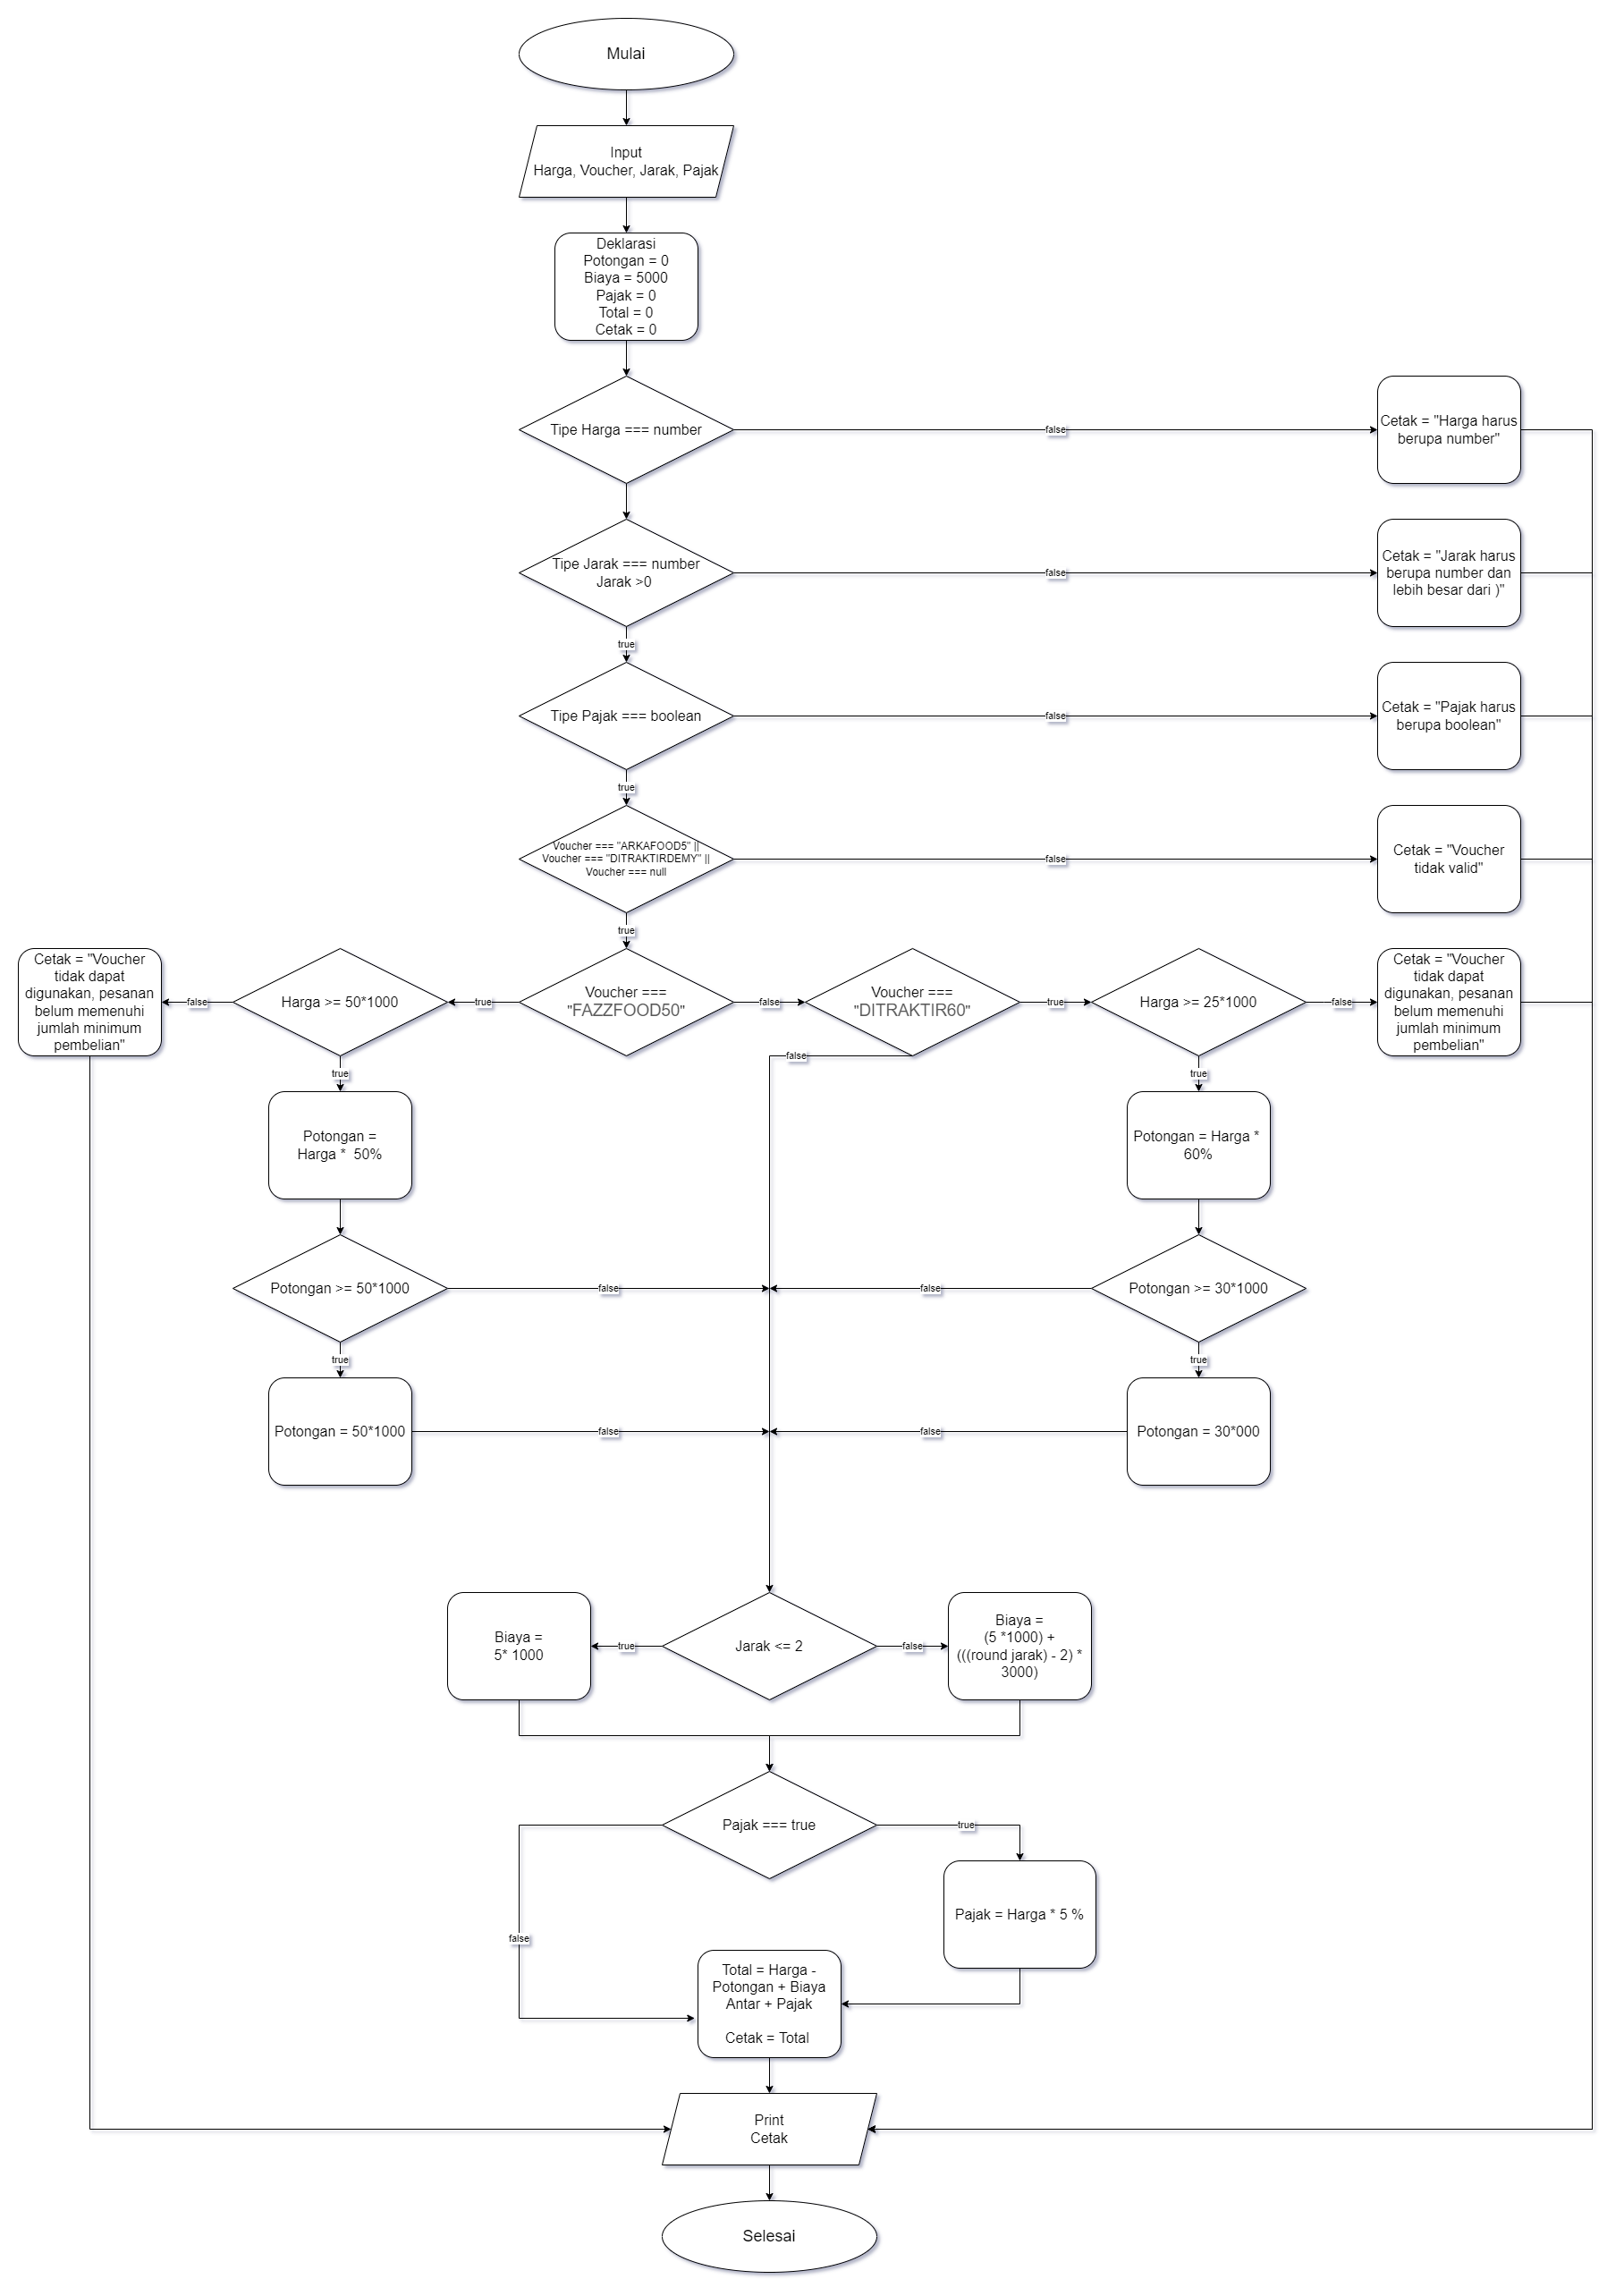 Mulai
Input
Harga, Voucher, Jarak, Pajak
Deklarasi
Potongan = 0
Biaya = 5000
Pajak = 0
Total = 0
Cetak = 0
Tipe Harga === number
false
Cetak = "Harga harus
berupa number"
Tipe Jarak === number
Jarak >0
false
Cetak = "Jarak harus
berupa number dan
lebih besar dari )"
true
Tipe Pajak === boolean
false
Cetak = "Pajak harus
berupa boolean"
true
Voucher === "ARKAFOOD5" ||
Voucher === "DITRAKTIRDEMY" ||
Voucher === null
false
Cetak = "Voucher
tidak valid"
true
Cetak = "Voucher
tidak dapat
digunakan, pesanan
belum memenuhi
jumlah minimum
pembelian"
false
Harga >= 50*1000
true
Voucher ===
"FAZZFOOD50"
false
Voucher ===
"DITRAKTIR60"
true
Harga >= 25*1000
false
Cetak = "Voucher
tidak dapat
digunakan, pesanan
belum memenuhi
jumlah minimum
pembelian"
true
false
true
Potongan =
Harga *  50%
Potongan = Harga *
60%
Potongan >= 50*1000
false
false
Potongan >= 30*1000
true
true
Potongan = 50*1000
false
false
Potongan = 30*000
Biaya =
5* 1000
true
Jarak <= 2
false
Biaya =
(5 *1000) +
(((round jarak) - 2) *
3000)
Pajak === true
true
Pajak = Harga * 5 %
false
Total = Harga -
Potongan + Biaya
Antar + Pajak
Cetak = Total
Print
Cetak
Selesai